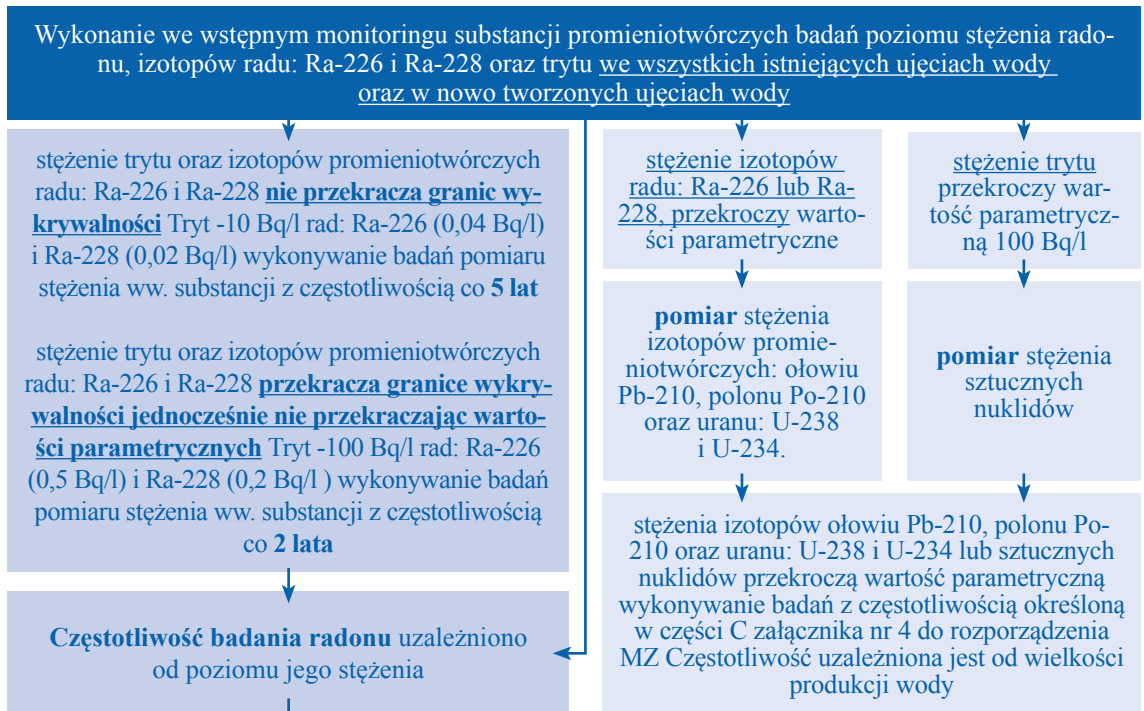 Wykonanie we wstępnym monitoringu substancji promieniotwórczych badań poziomu stężenia rado-
nu, izotopów radu: Ra-226 i Ra-228 oraz trytu we wszystkich istniejących ujęciach wody
oraz w nowo tworzonych ujęciach wody
stężenie trytu oraz izotopów promieniotwórczych
radu: Ra-226 i Ra-228 nie przekracza granic wy-
krywalności Tryt -10 Bq/l rad: Ra-226 (0,04 Bq/l)
i Ra-228 (0,02 Bq/l) wykonywanie badań pomiaru
stężenia ww. substancji z częstotliwością co 5 lat
stężenie trytu oraz izotopów promieniotwórczych
radu: Ra-226 i Ra-228 przekracza granice wykry-
walności jednocześnie nie przekraczając warto-
ści parametrycznych Tryt -100 Bq/l rad: Ra-226
(0,5 Bq/l) i Ra-228 (0,2 Bq/l ) wykonywanie badań
pomiaru stężenia ww. substancji z częstotliwością
co 2 lata
Częstotliwość badania radonu uzależniono
od poziomu jego stężenia
stężenie izotopów
radu: Ra-226 lub Ra-
228, przekroczy warto-
ści parametryczne
pomiar stężenia
izotopów promie-
niotwórczych: ołowiu
Pb-210, polonu Po-210
oraz uranu: U-238
i U-234.
stężenie trytu
przekroczy war-
tość parametrycz-
ną 100 Bq/l
pomiar stężenia
sztucznych
nuklidów
stężenia izotopów ołowiu Pb-210, polonu Po-
210 oraz uranu: U-238 i U-234 lub sztucznych
nuklidów przekroczą wartość parametryczną
wykonywanie badań z częstotliwością określoną
w części C załącznika nr 4 do rozporządzenia
MZ Częstotliwość uzależniona jest od wielkości
produkcji wody